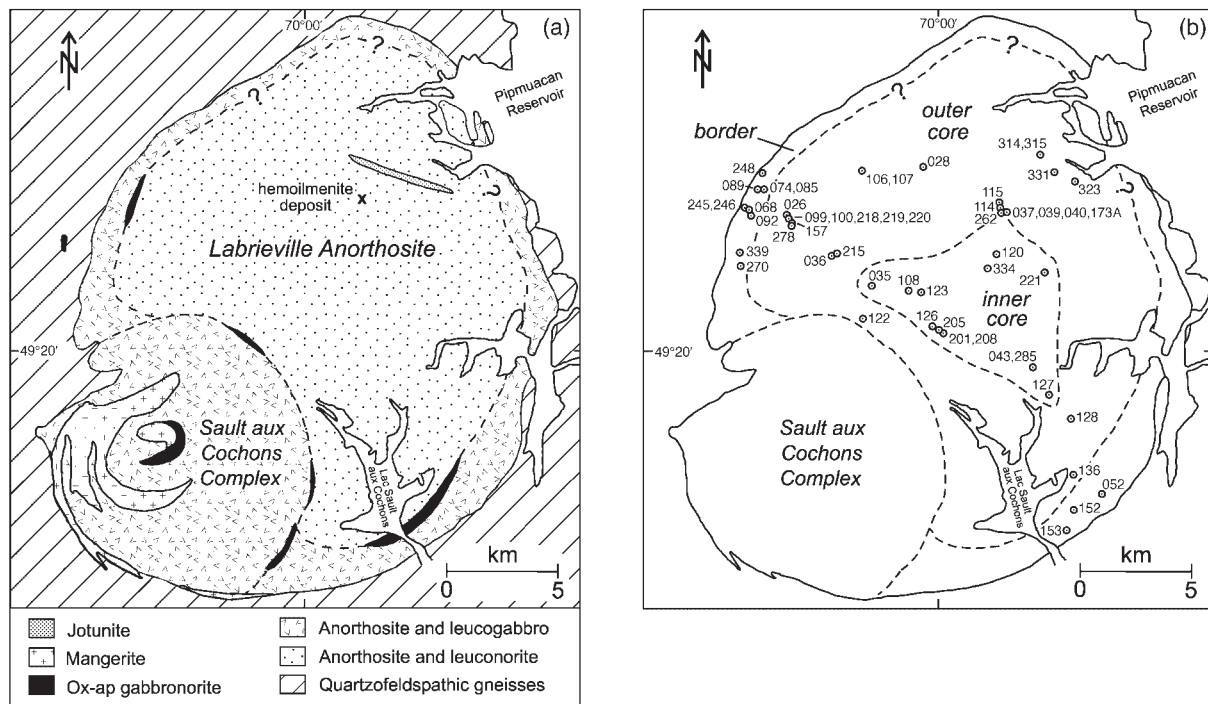 70°00'
(a)
N
?
?
Pipmuacan
Reservoir
?
hemoilmenite
deposit
x
Labrieville Anorthosite
49°20'
Sault aux
Cochons
Complex
Lac Sault
aux Cochons
km
0 5
Jotunite
Mangerite
Ox-ap gabbronorite
Anorthosite and leucogabbro
Anorthosite and leuconorite
Quartzofeldspathic gneisses
70°00'
(b)
N
?
?
Pipmuacan
Reservoir
outer
core
border
?
314,315
248
028
106,107
331
323
089
074,085
245,246
068
026
092
099,100,218,219,220
157
278
115
114
262
037,039,040,173A
339
270
036
215
120
334
221
035
108
123
inner
core
122
126
205
201,208
49°20'
043,285
127
128
Sault aux
Cochons
Complex
Lac Sault
aux Cochons
136
052
152
153
km
0 5